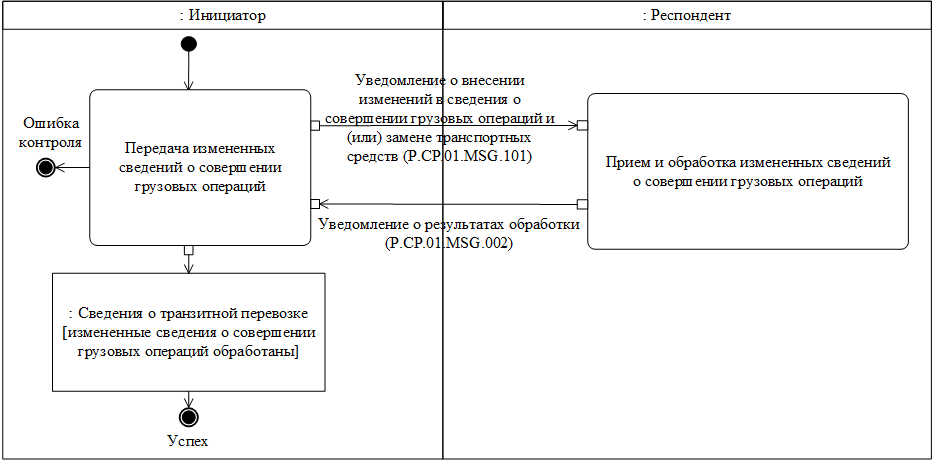 : Инициатор
: Респондент
Уведомление о внесении
изменений в сведения о
совершении грузовых операций и
(или) замене транспортных
средств (P.CP.01.MSG.101)
Ошибка
контроля
Передача измененных
сведений о совершении
грузовых операций
Прием и обработка измененных сведений
о совершении грузовых операций
Уведомление о результатах обработки
(P.CP.01.MSG.002)
: Сведения о транзитной перевозке
[измененные сведения о совершении
грузовых операций обработаны]
Успех